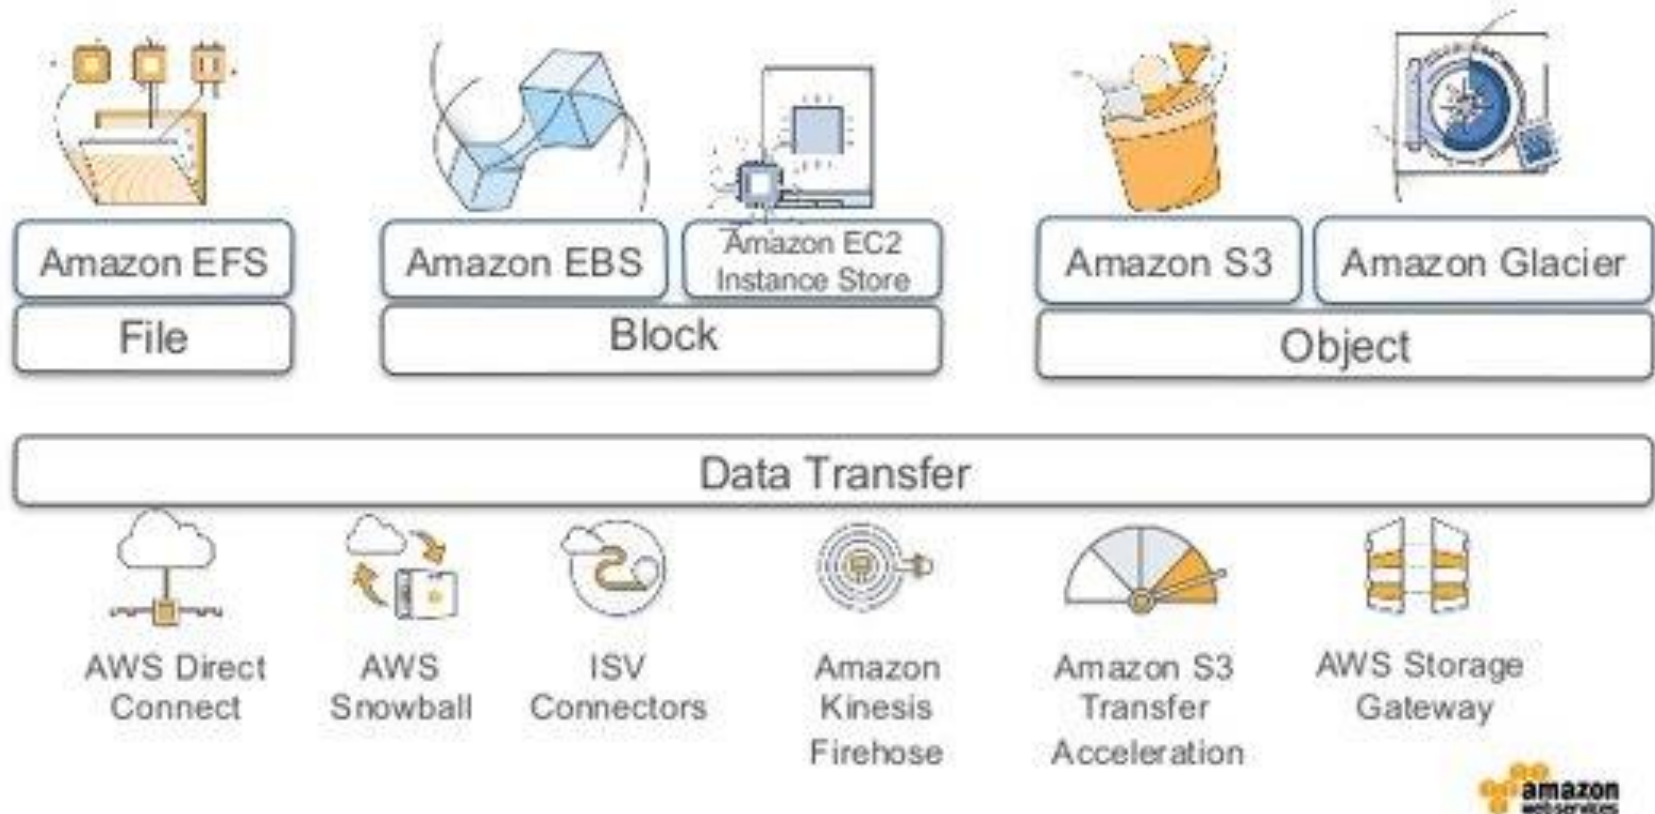 Amazon EFS
File
Amazon EBS
Amazon EC2
Instance Store
Block
Amazon S3
Amazon Glacier
Object
Data Transfer
AWS Direct
Connect
AWS
Snowball
ISV
Connectors
Amazon
Kinesis
Firehose
Amazon S3
Transfer
Acceleration
AWS Storage
Gateway
amazon
webservices